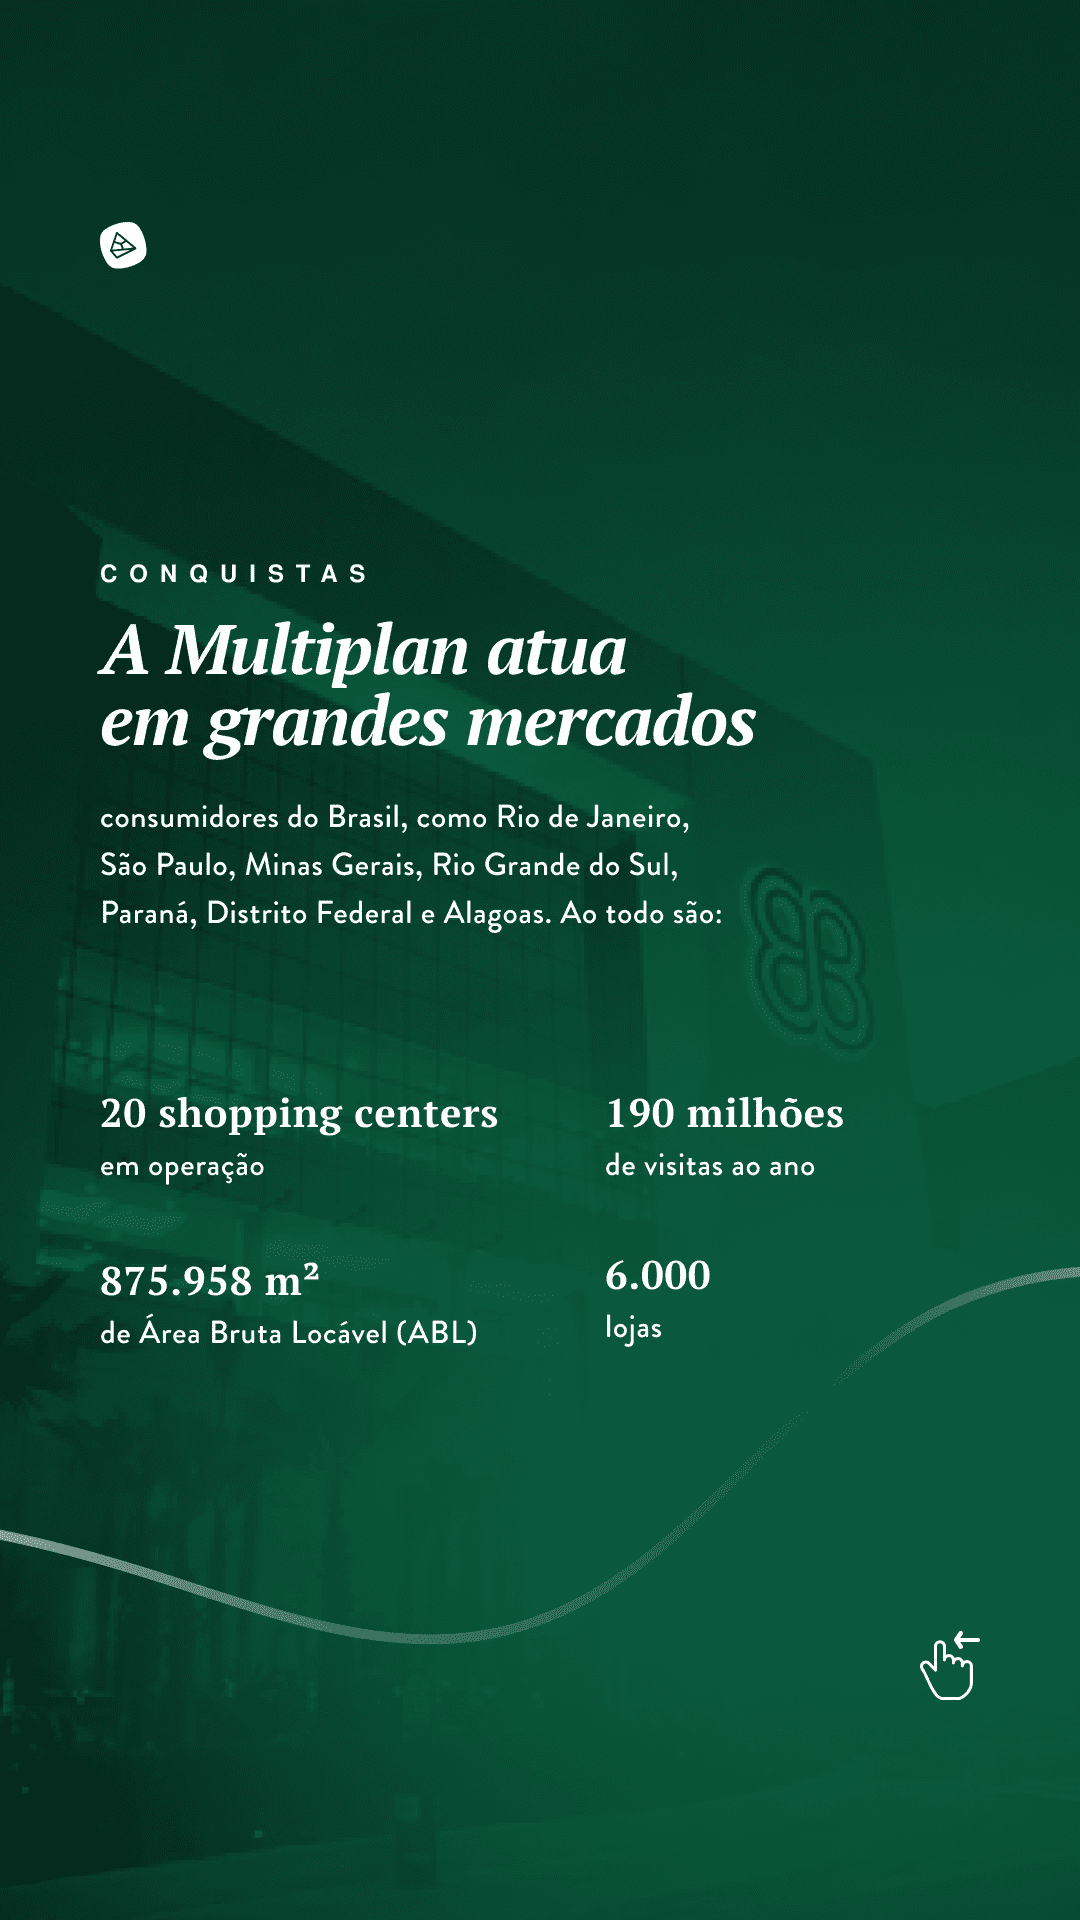 CONQUISTAS
A Multiplan atua
em grandes mercados
consumidores do Brasil, como Rio de Janeiro,
São Paulo, Minas Gerais, Rio Grande do Sul,
Paraná, Distrito Federal e Alagoas. Ao todo são:
20 shopping centers
em operação
190 milhões
de visitas ao ano
875.958 m²
de Área Bruta Locável (ABL)
6.000
lojas